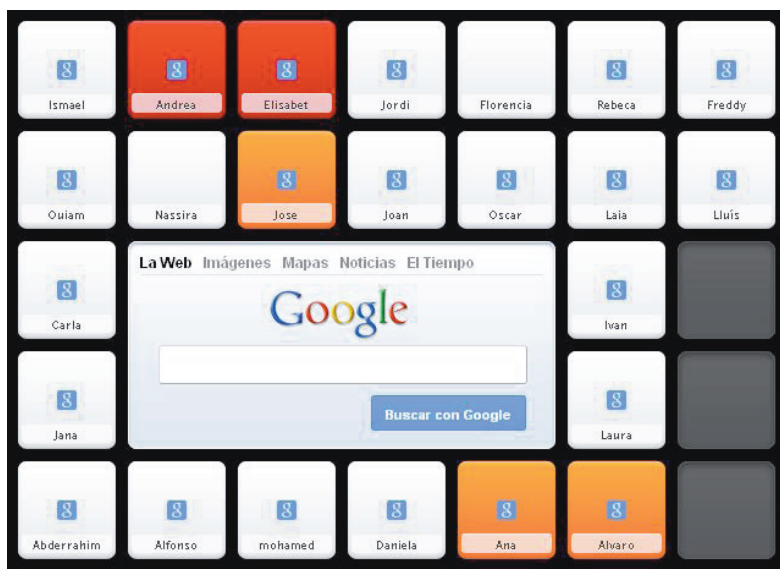 Ismael Andrea Elisabet Jordi Florencia Rebeca Freddy
Ouiam Nassira Jose Joan Oscar Laia Lluís
La Web Imágenes Mapas Noticias El Tiempo
Google
Carla Ivan
Buscar con Google
Jana Laura
Abderrahim Alfonso mohamed Daniela Ana Alvaro